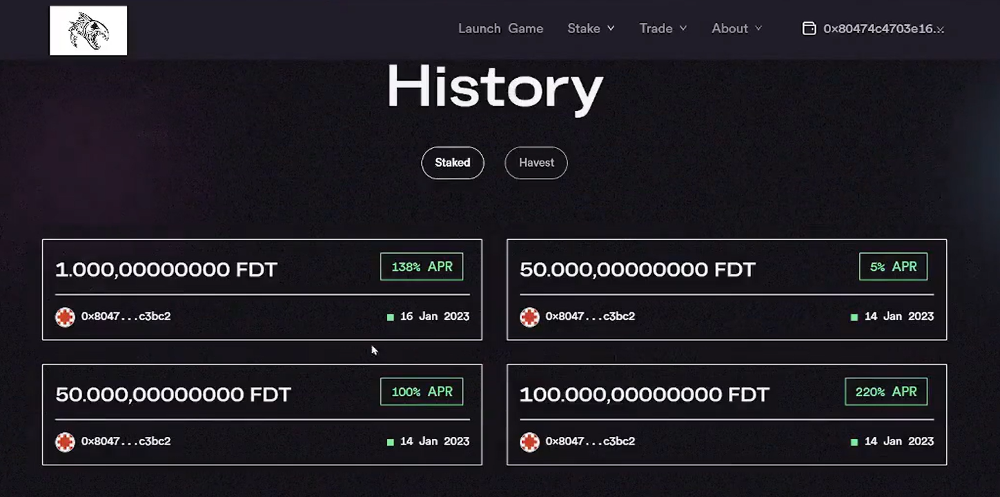 Launch Game Stake Trade About 0x80474c4703e16...
History
Staked Havest
1.000,00000000 FDT 138% APR
0x8047...c3bc2 16 Jan 2023
50.000,00000000 FDT 5% APR
0x8047...c3bc2 14 Jan 2023
50.000,00000000 FDT 100% APR
0x8047...c3bc2 14 Jan 2023
100.000,00000000 FDT 220% APR
0x8047...c3bc2 14 Jan 2023